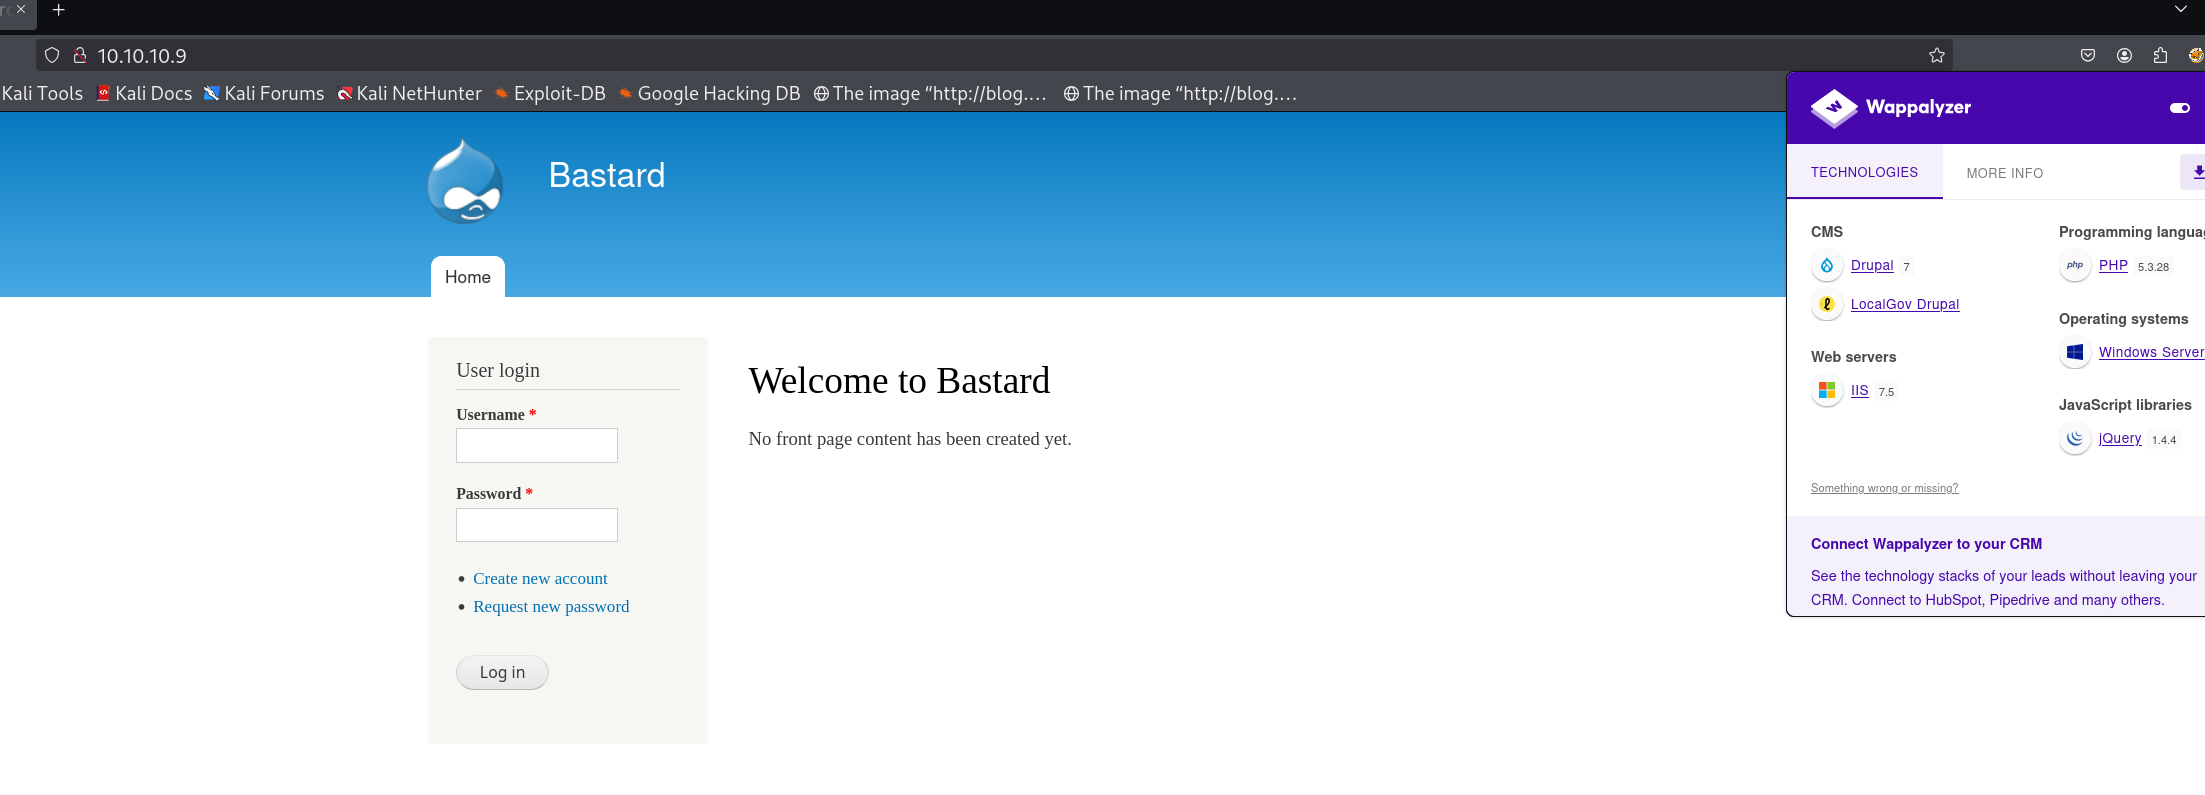 10.10.10.9
Kali Tools Kali Docs Kali Forums Kali NetHunter Exploit-DB Google Hacking DB The image “http://blog.… The image “http://blog.…
Bastard
Home
User login
Username *
Password *
Create new account
Request new password
Log in
Welcome to Bastard
No front page content has been created yet.
Wappalyzer
TECHNOLOGIES MORE INFO
CMS
Drupal 7
LocalGov Drupal
Web servers
IIS 7.5
Programming langua
php PHP 5.3.28
Operating systems
Windows Server
JavaScript libraries
jQuery 1.4.4
Something wrong or missing?
Connect Wappalyzer to your CRM
See the technology stacks of your leads without leaving your
CRM. Connect to HubSpot, Pipedrive and many others.